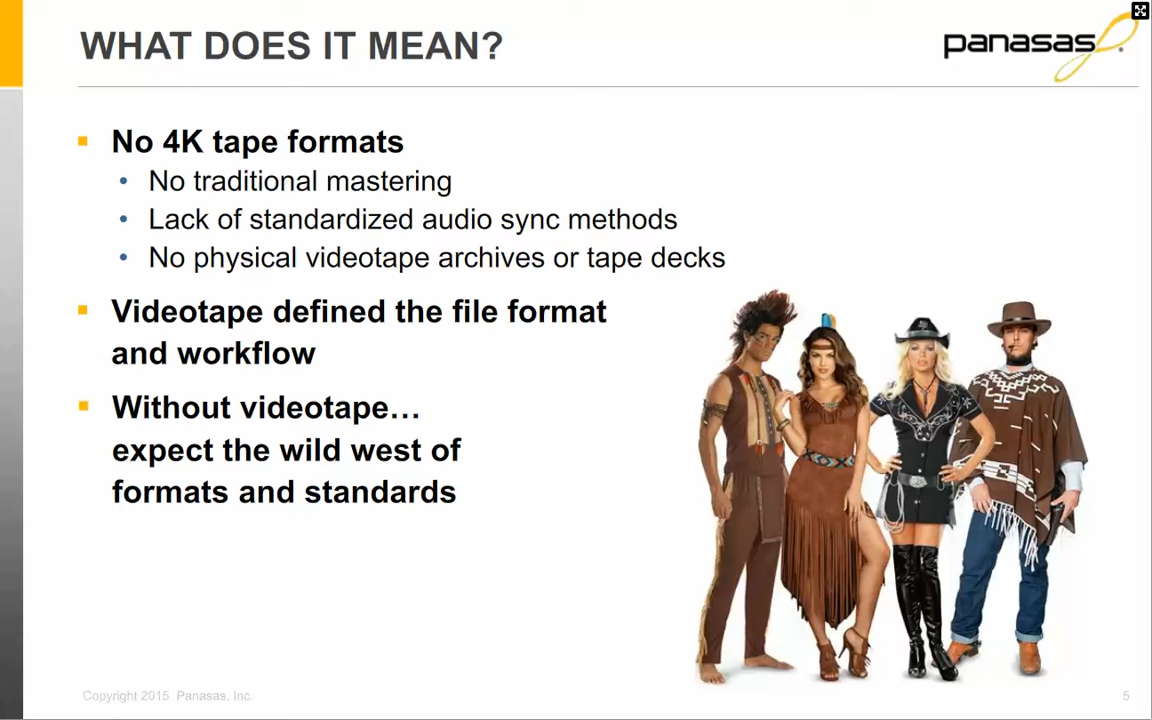 WHAT DOES IT MEAN?
panasas
No 4K tape formats
No traditional mastering
Lack of standardized audio sync methods
No physical videotape archives or tape decks
Videotape defined the file format
and workflow
Without videotape…
expect the wild west of
formats and standards
Copyright 2015 Panasas. Inc.
5